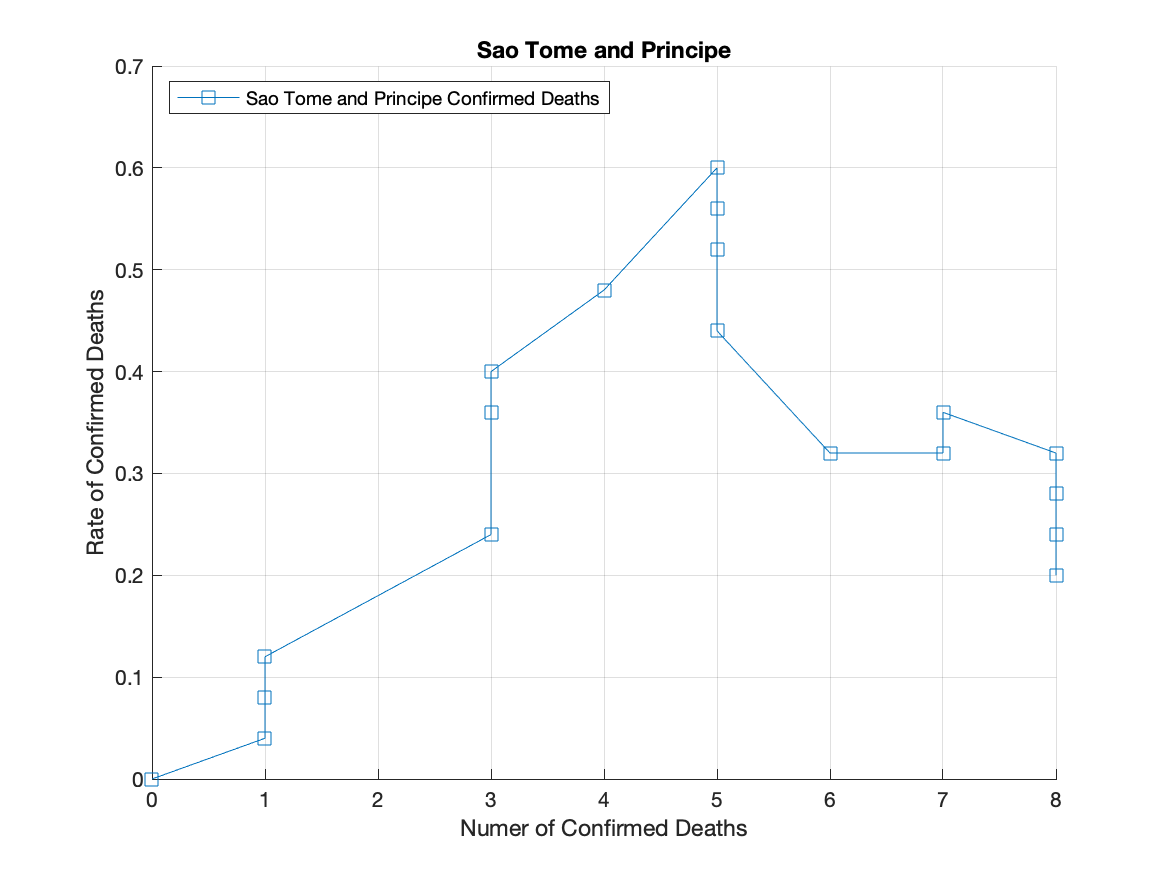 Sao Tome and Principe
0.7
Sao Tome and Principe Confirmed Deaths
0.6
0.5
0.4
0.3
0.2
0.1
0
Rate of Confirmed Deaths
0 1 2 3 4 5 6 7 8
Numer of Confirmed Deaths